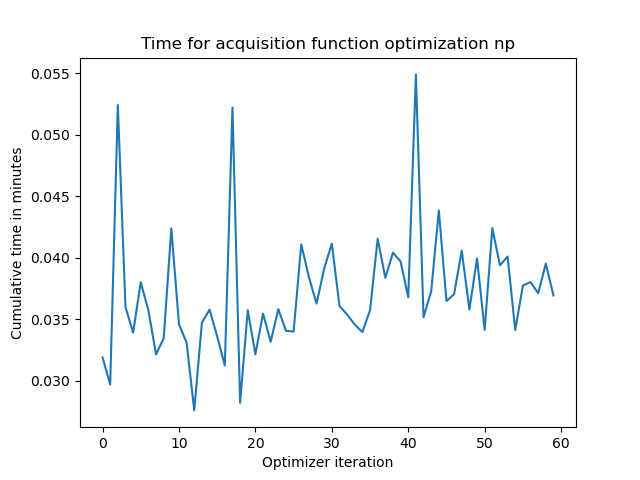 Time for acquisition function optimization np
0.055
0.050
0.045
0.040
0.035
0.030
Cumulative time in minutes
0 10 20 30 40 50 60
Optimizer iteration